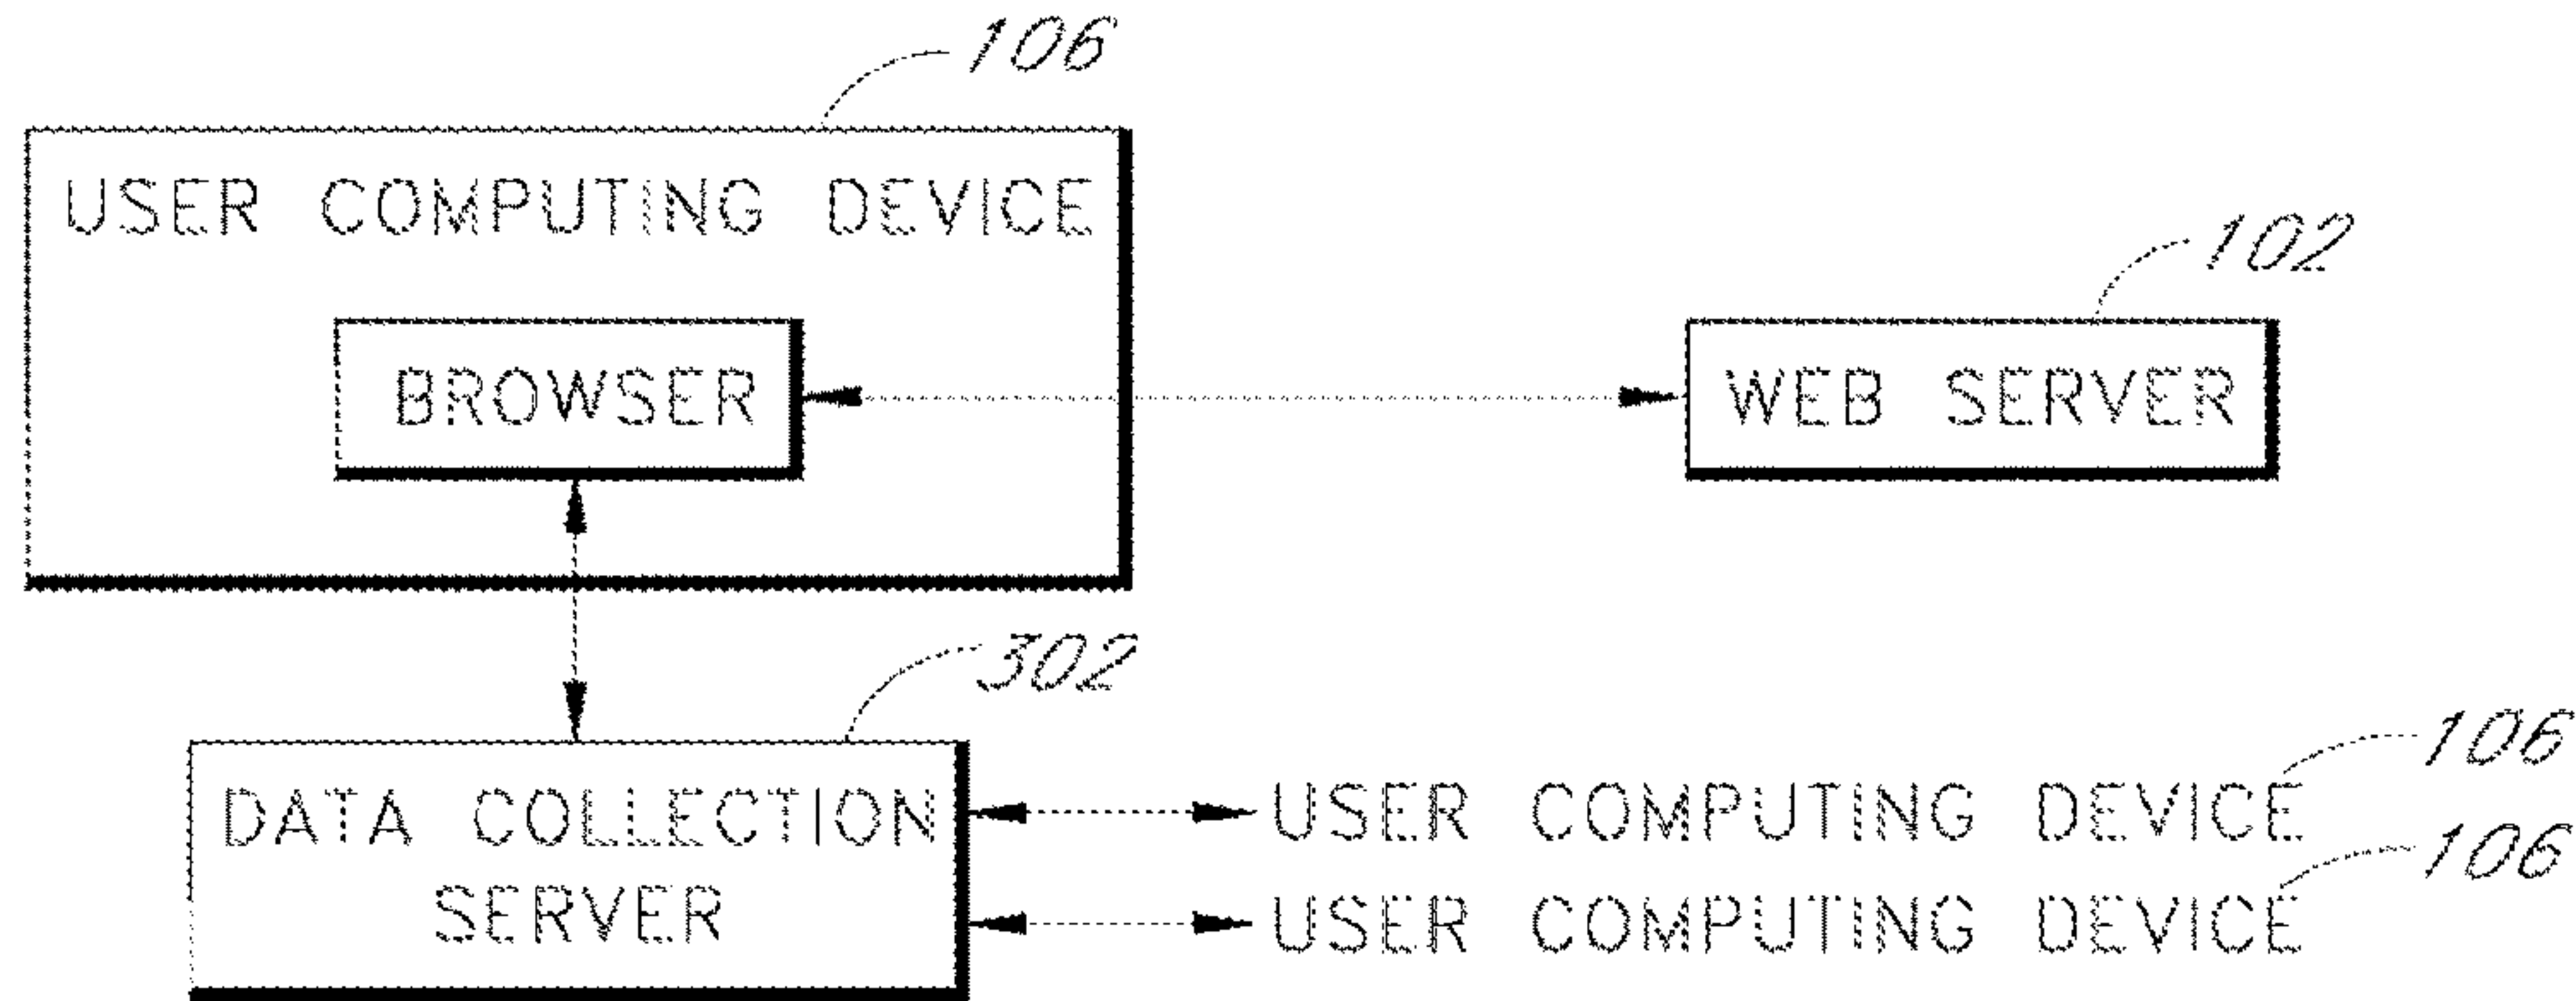 106
USER COMPUTING DEVICE
102
BROWSER
WEB SERVER
302
106
DATA COLLECTION
SERVER
USER COMPUTING DEVICE
106
USER COMPUTING DEVICE